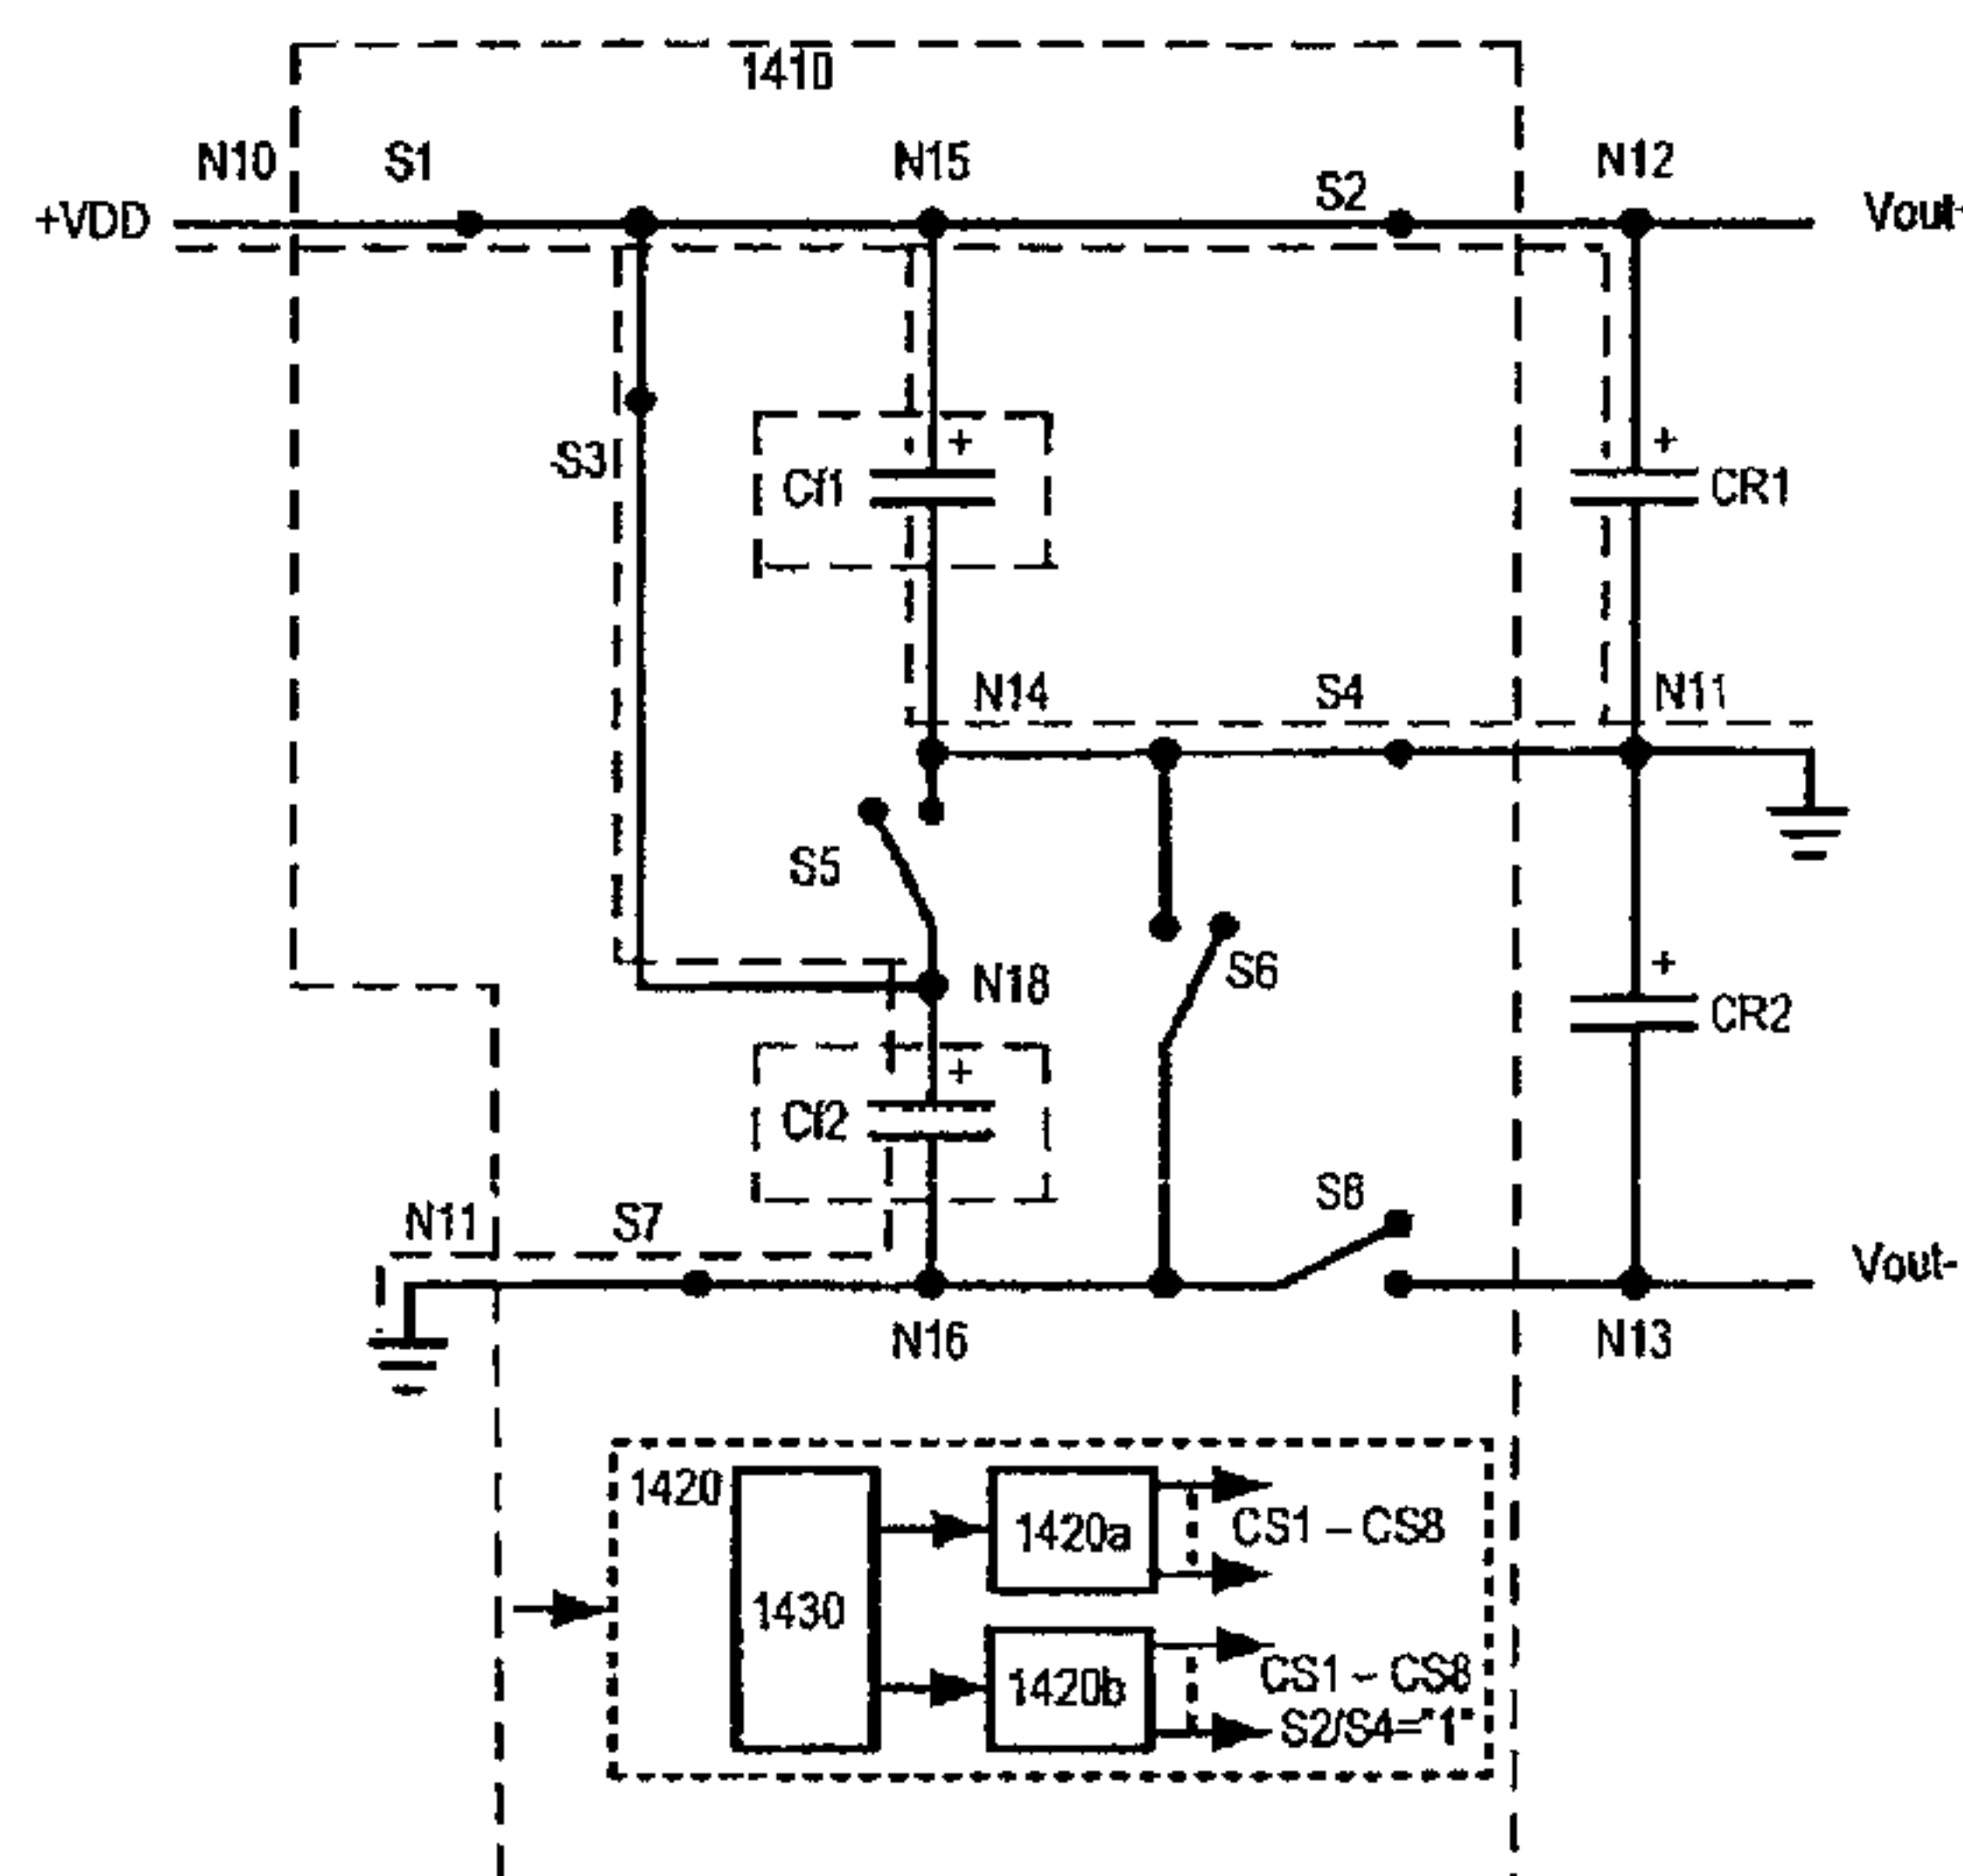 1410
N10 S1 N15 S2 N12
+VDD Vout+
S3 + +
Cf1 CR1
N14 S4 N11
S5
S6
N18 +
+ CR2
Cf2
S8
N11 S7
Vout-
N16 N13
1420
1420a CS1 – CS8
1430
1420b CS1 – CS8
S2/S4="1"